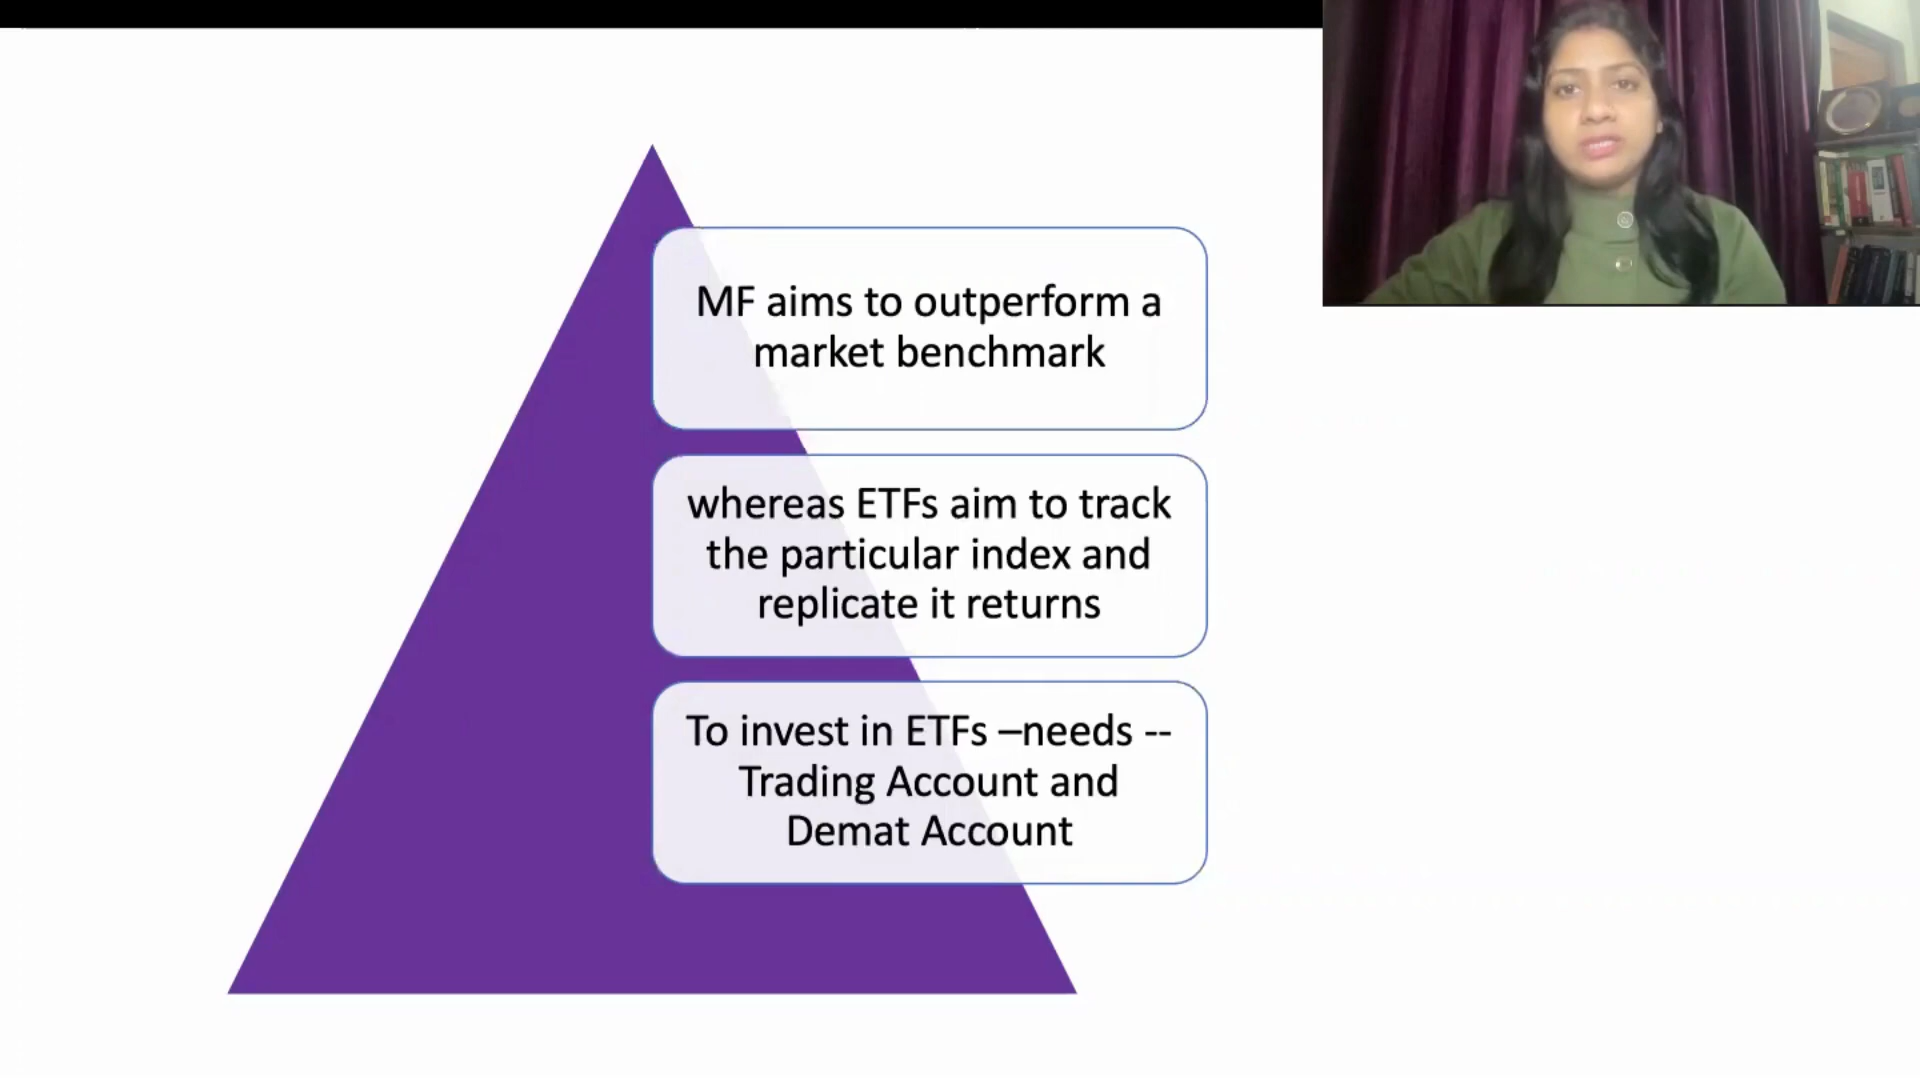 MF aims to outperform a
market benchmark
whereas ETFs aim to track
the particular index and
replicate it returns
To invest in ETFs –needs --
Trading Account and
Demat Account